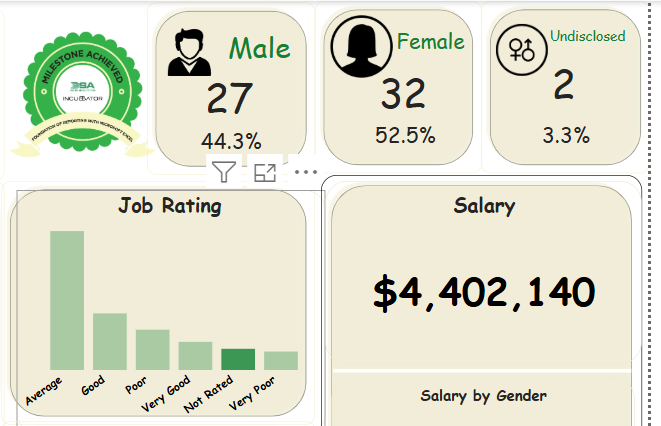 MILESTONE ACHIEVED
DSA
INCUBATOR
FOUNDATION OF REPORTING WITH MICROSOFT EXCEL
Male
27
44.3%
Female
32
52.5%
Undisclosed
2
3.3%
Job Rating
Average
Good
Poor
Very Good
Not Rated
Very Poor
Salary
$4,402,140
Salary by Gender